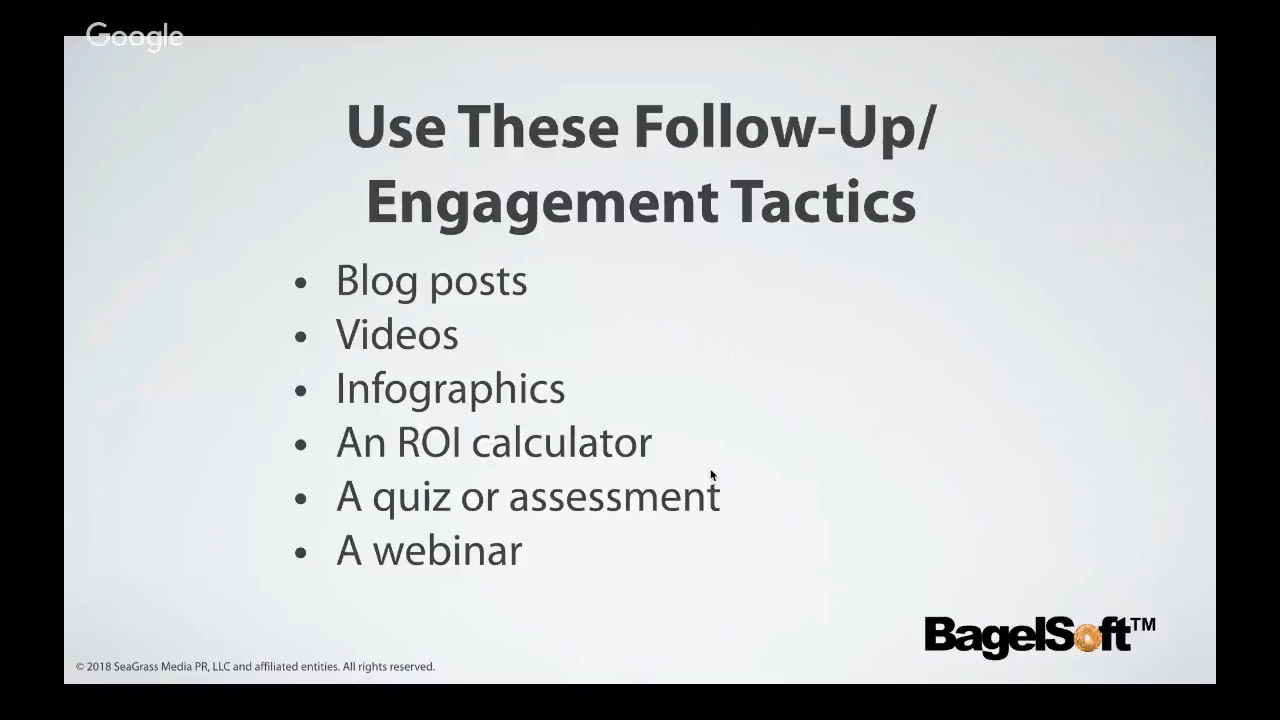 Google
Use These Follow-Up/
Engagement Tactics
• Blog posts
• Videos
• Infographics
• An ROI calculator
• A quiz or assessment
• A webinar
BagelSoft™
© 2018 SeaGrass Media PR, LLC and affiliated entities. All rights reserved.